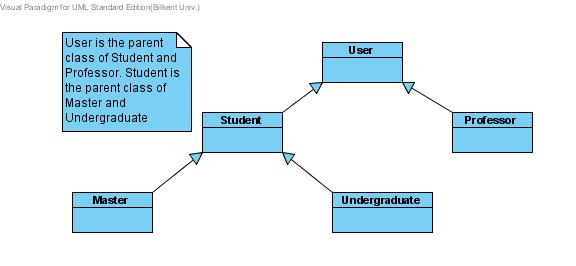 Visual Paradigm for UML Standard Edition(Bilkent Univ.)
User is the parent
class of Student and
Professor. Student is
the parent class of
Master and
Undergraduate
User
Student
Professor
Master
Undergraduate